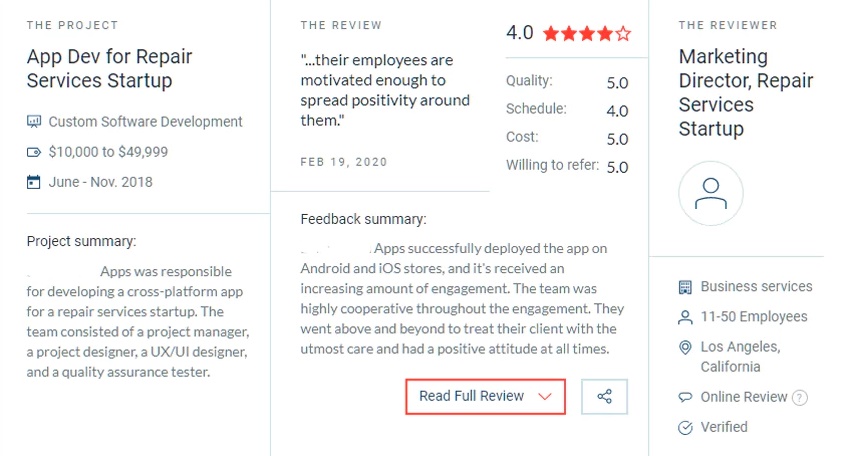 THE PROJECT
App Dev for Repair
Services Startup
Custom Software Development
$10,000 to $49,999
June - Nov. 2018
Project summary:
Apps was responsible
for developing a cross-platform app
for a repair services startup. The
team consisted of a project manager,
a project designer, a UX/UI designer,
and a quality assurance tester.
THE REVIEW
"...their employees are
motivated enough to
spread positivity around
them."
FEB 19, 2020
4.0
Quality: 5.0
Schedule: 4.0
Cost: 5.0
Willing to refer: 5.0
Feedback summary:
Apps successfully deployed the app on
Android and iOS stores, and it's received an
increasing amount of engagement. The team was
highly cooperative throughout the engagement. They
went above and beyond to treat their client with the
utmost care and had a positive attitude at all times.
Read Full Review
THE REVIEWER
Marketing
Director, Repair
Services
Startup
Business services
11-50 Employees
Los Angeles,
California
Online Review ?
Verified